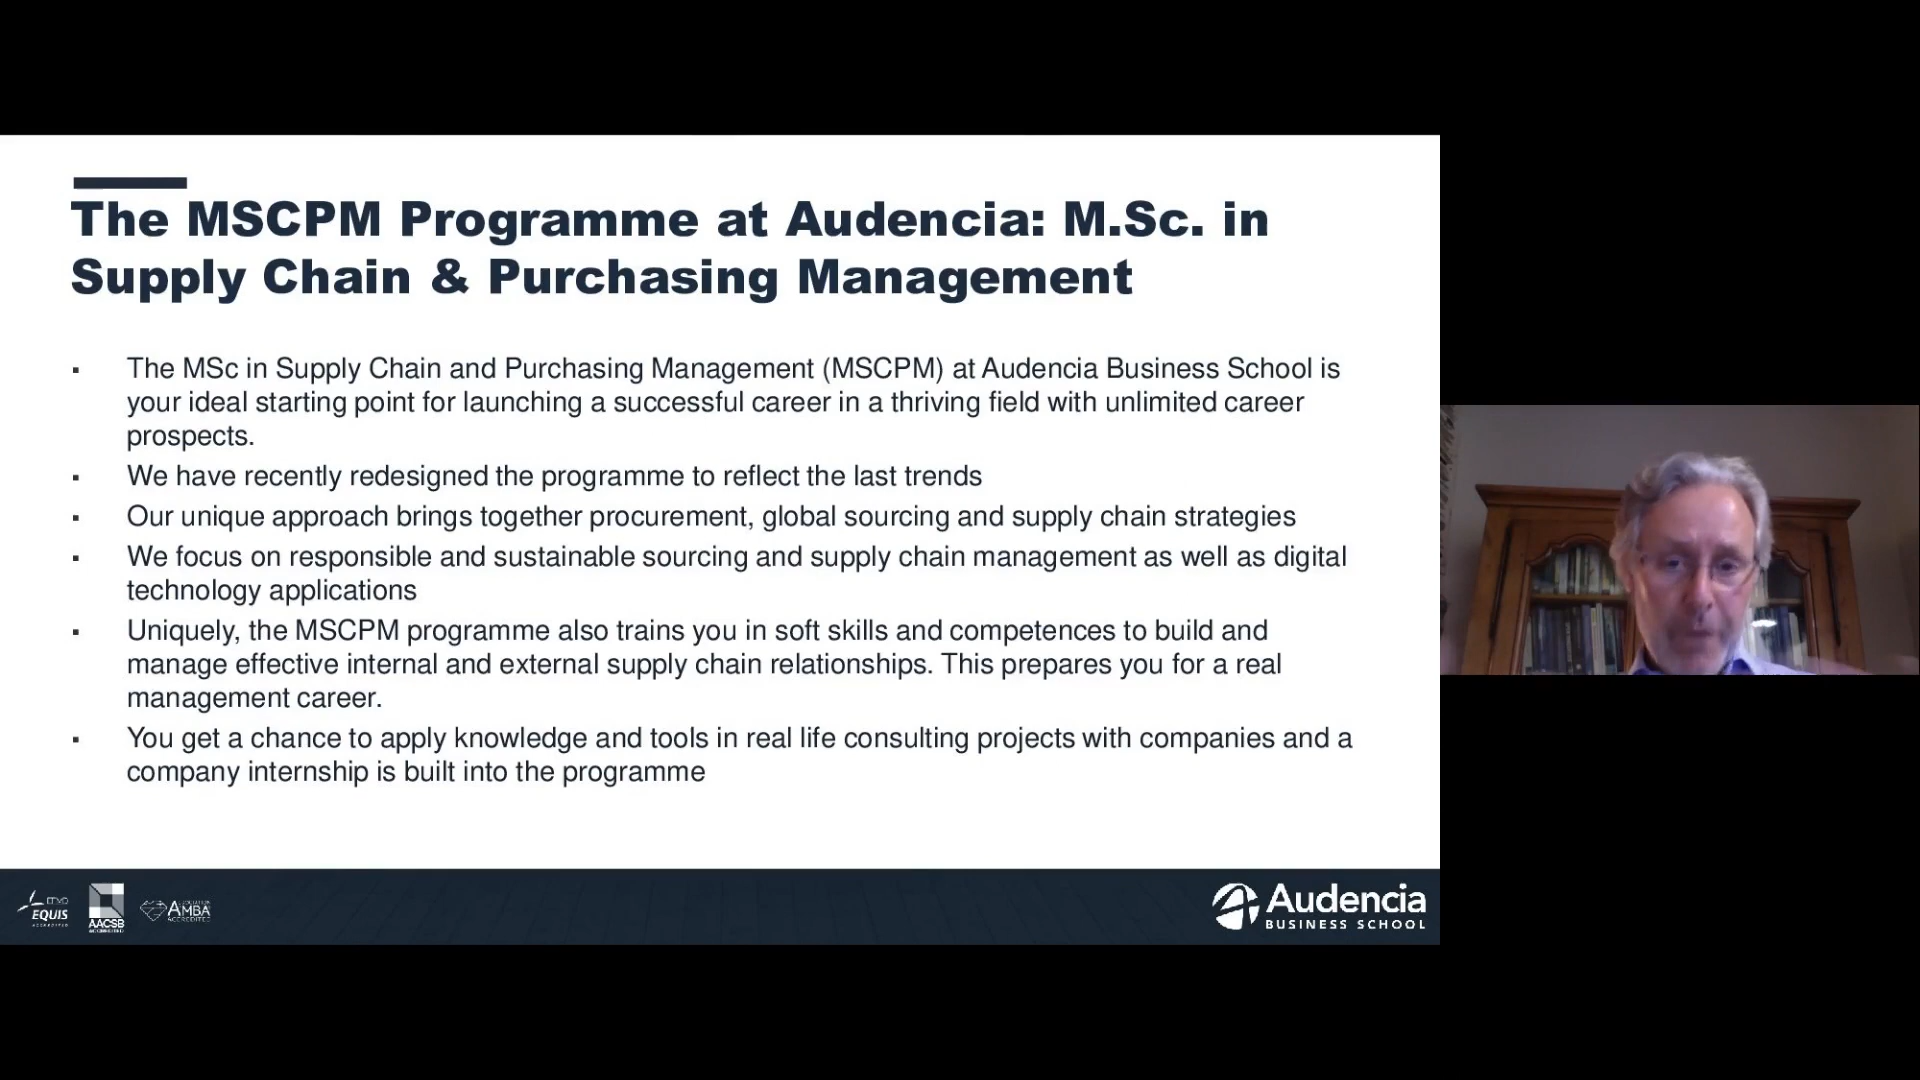 The MSCPM Programme at Audencia: M.Sc. in
Supply Chain & Purchasing Management
▪ The MSc in Supply Chain and Purchasing Management (MSCPM) at Audencia Business School is
your ideal starting point for launching a successful career in a thriving field with unlimited career
prospects.
▪ We have recently redesigned the programme to reflect the last trends
▪ Our unique approach brings together procurement, global sourcing and supply chain strategies
▪ We focus on responsible and sustainable sourcing and supply chain management as well as digital
technology applications
▪ Uniquely, the MSCPM programme also trains you in soft skills and competences to build and
manage effective internal and external supply chain relationships. This prepares you for a real
management career.
▪ You get a chance to apply knowledge and tools in real life consulting projects with companies and a
company internship is built into the programme
EQUIS
AACSB
AMBA
Audencia
BUSINESS SCHOOL